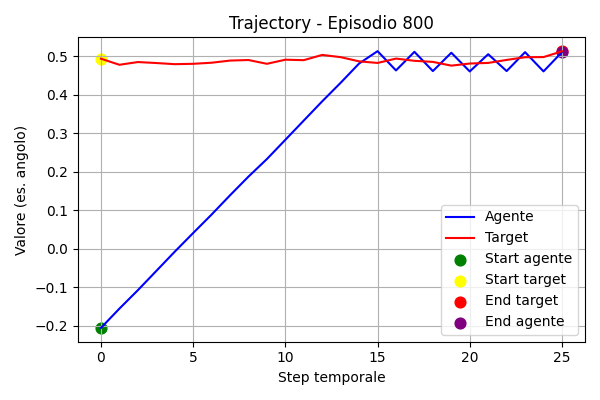 Trajectory - Episodio 800
Valore (es. angolo)
0.5
0.4
0.3
0.2
0.1
0.0
−0.1
−0.2
Agente
Target
Start agente
Start target
End target
End agente
0 5 10 15 20 25
Step temporale